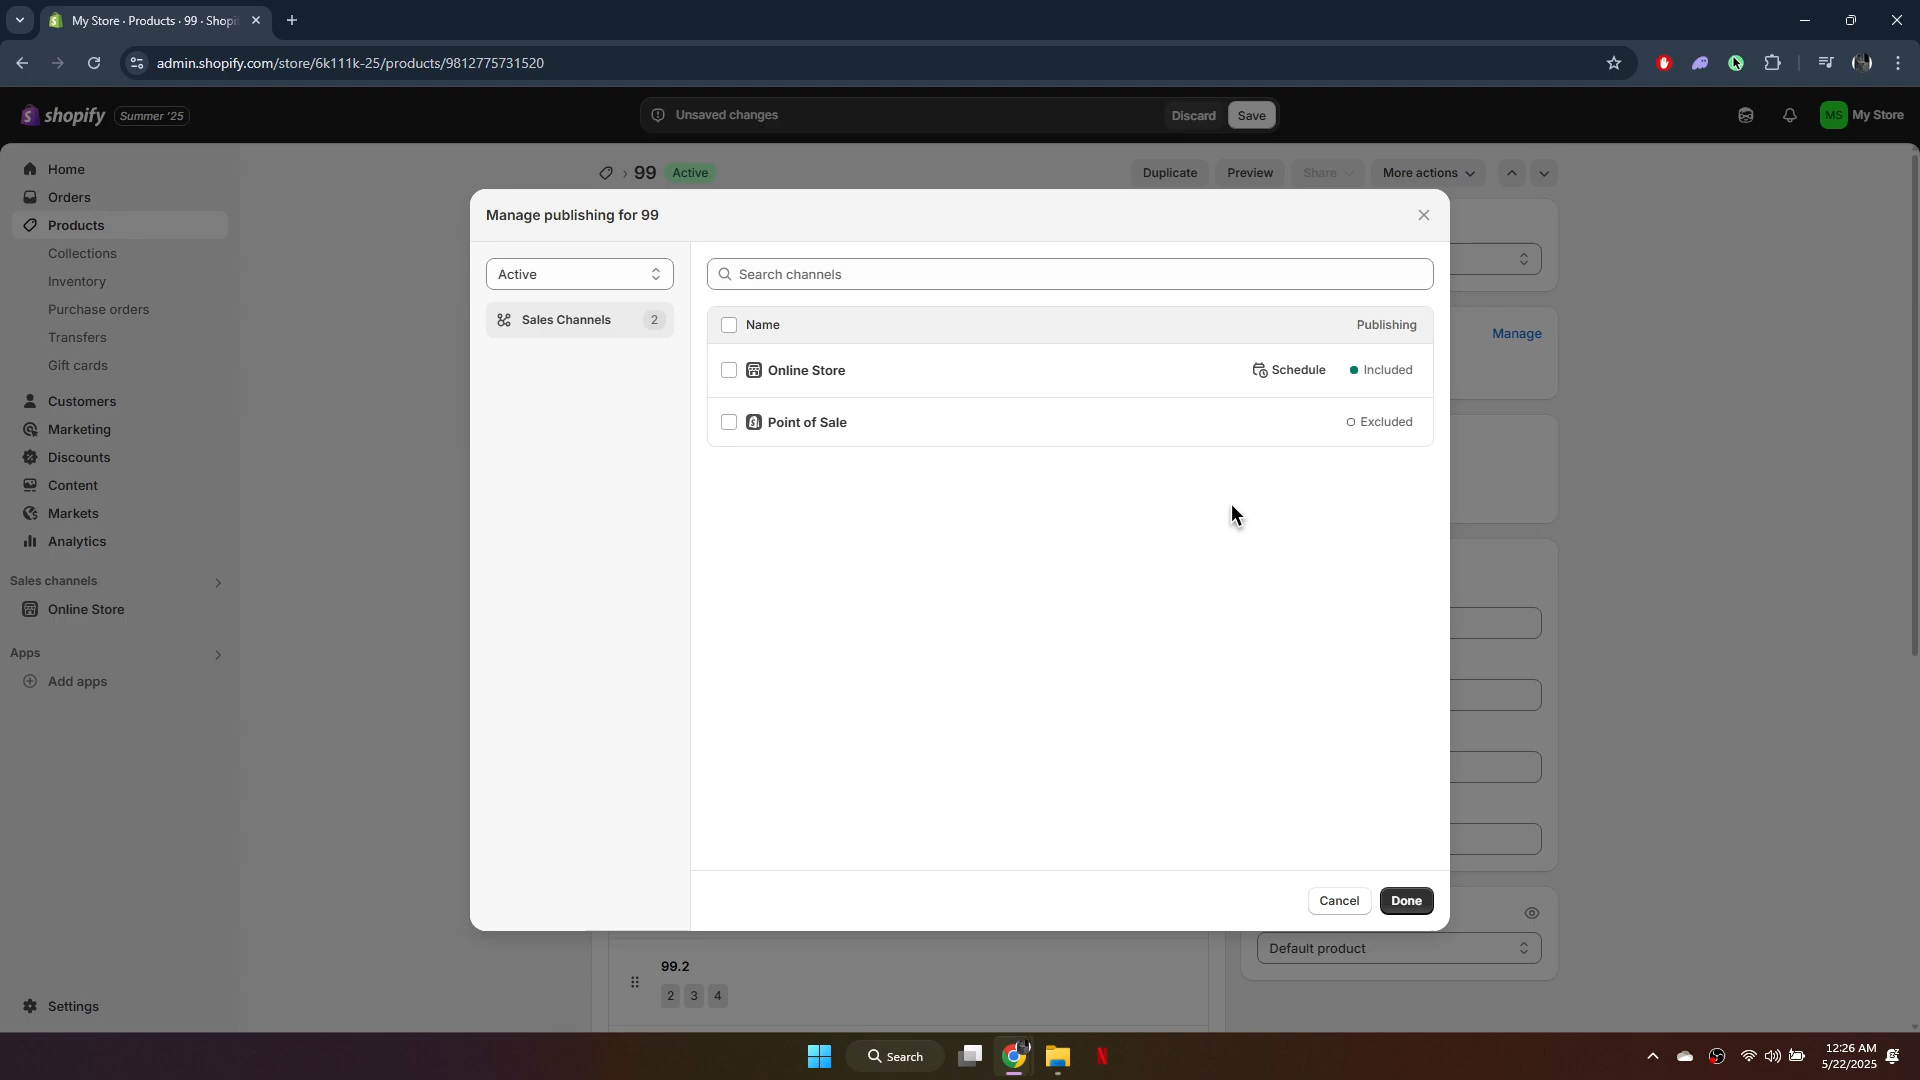 My Store · Products · 99 · Shopi
admin.shopify.com/store/6k111k-25/products/9812775731520
shopify
Summer '25
Unsaved changes
Discard
Save
MS
My Store
Home
Orders
Products
Collections
Inventory
Purchase orders
Transfers
Gift cards
Customers
Marketing
Discounts
Content
Markets
Analytics
Sales channels
Online Store
Apps
Add apps
Settings
99
Active
Duplicate
Preview
Share
More actions
Manage
Manage publishing for 99
Active
Sales Channels 2
Search channels
Name
Publishing
Online Store
Schedule
Included
Point of Sale
Excluded
Cancel
Done
Default product
99.2
2 3 4
Search
N
12:26 AM
5/22/2025